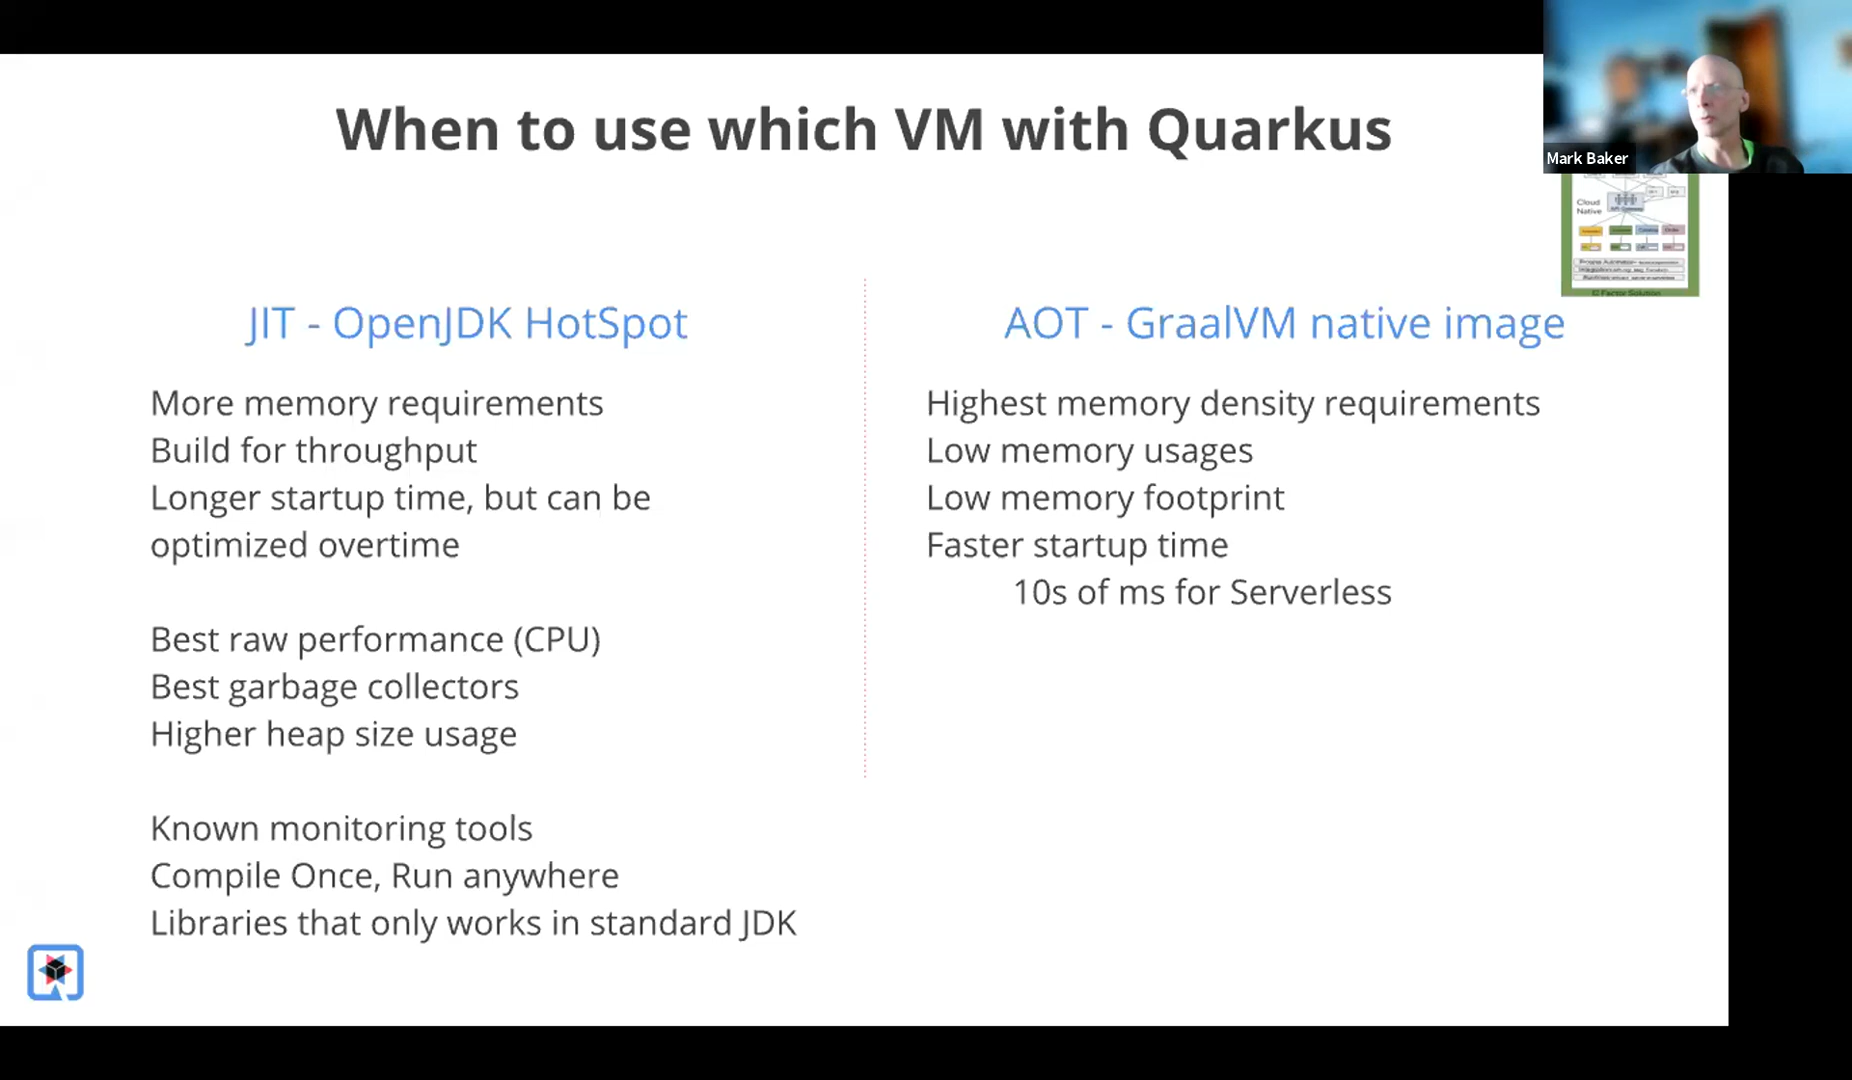 When to use which VM with Quarkus
Mark Baker
Cloud
Native
JIT - OpenJDK HotSpot
More memory requirements
Build for throughput
Longer startup time, but can be
optimized overtime
Best raw performance (CPU)
Best garbage collectors
Higher heap size usage
Known monitoring tools
Compile Once, Run anywhere
Libraries that only works in standard JDK
AOT - GraalVM native image
Highest memory density requirements
Low memory usages
Low memory footprint
Faster startup time
10s of ms for Serverless